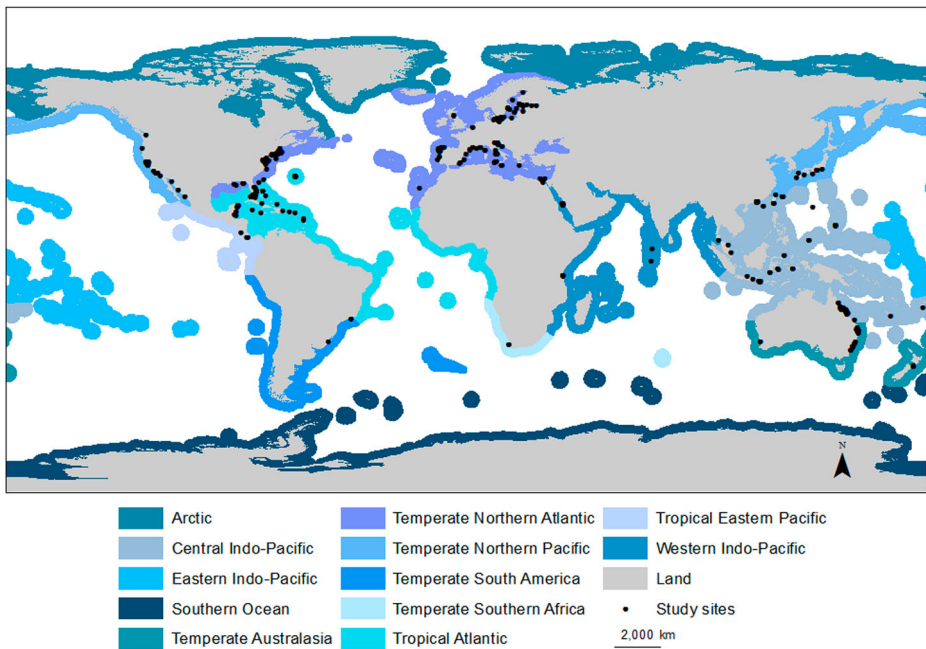 N
Arctic
Central Indo-Pacific
Eastern Indo-Pacific
Southern Ocean
Temperate Australasia
Temperate Northern Atlantic
Temperate Northern Pacific
Temperate South America
Temperate Southern Africa
Tropical Atlantic
Tropical Eastern Pacific
Western Indo-Pacific
Land
Study sites
2,000 km